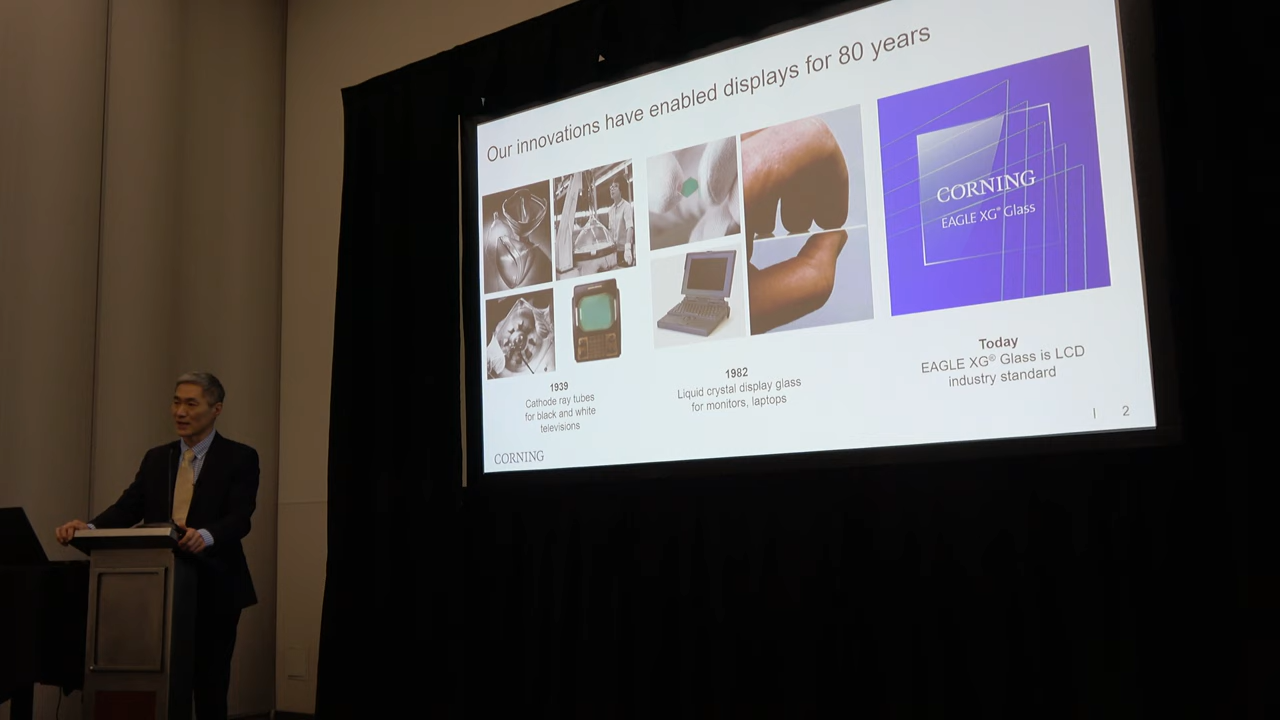 Our innovations have enabled displays for 80 years
CORNING
EAGLE XG® Glass
1939
Cathode ray tubes
for black and white
televisions
1982
Liquid crystal display glass
for monitors, laptops
Today
EAGLE XG® Glass is LCD
industry standard
CORNING
| 2